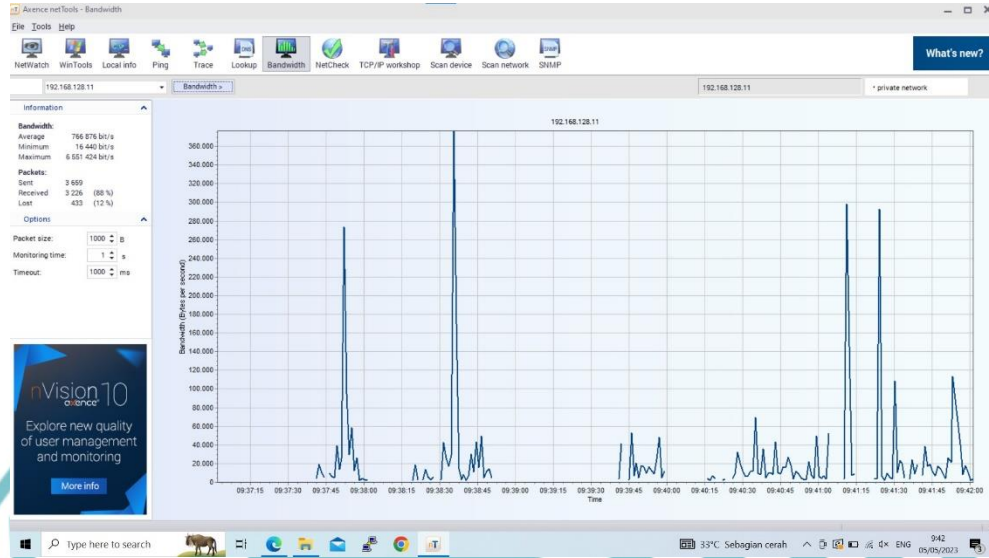 Axence netTools - Bandwidth
File Tools Help
NetWatch WinTools Local info Ping Trace Lookup Bandwidth NetCheck TCP/IP workshop Scan device Scan network SNMP
What's new?
192.168.128.11 Bandwidth » 192.168.128.11 • private network
Information
Bandwidth:
Average 766 876 bit/s
Minimum 16 440 bit/s
Maximum 6 551 424 bit/s
Packets:
Sent 3 659
Received 3 226 (88 %)
Lost 433 (12 %)
Options
Packet size: 1000 B
Monitoring time: 1 s
Timeout: 1000 ms
nVision 10
axence
Explore new quality
of user management
and monitoring
More info
192.168.128.11
360.000
340.000
320.000
300.000
280.000
260.000
240.000
220.000
200.000
180.000
160.000
140.000
120.000
100.000
80.000
60.000
40.000
20.000
0
Bandwidth (Bytes per second)
09:37:15 09:37:30 09:37:45 09:38:00 09:38:15 09:38:30 09:38:45 09:39:00 09:39:15 09:39:30 09:39:45 09:40:00 09:40:15 09:40:30 09:40:45 09:41:00 09:41:15 09:41:30 09:41:45 09:42:00
Time
Type here to search
33°C Sebagian cerah
ENG
9:42
05/05/2023